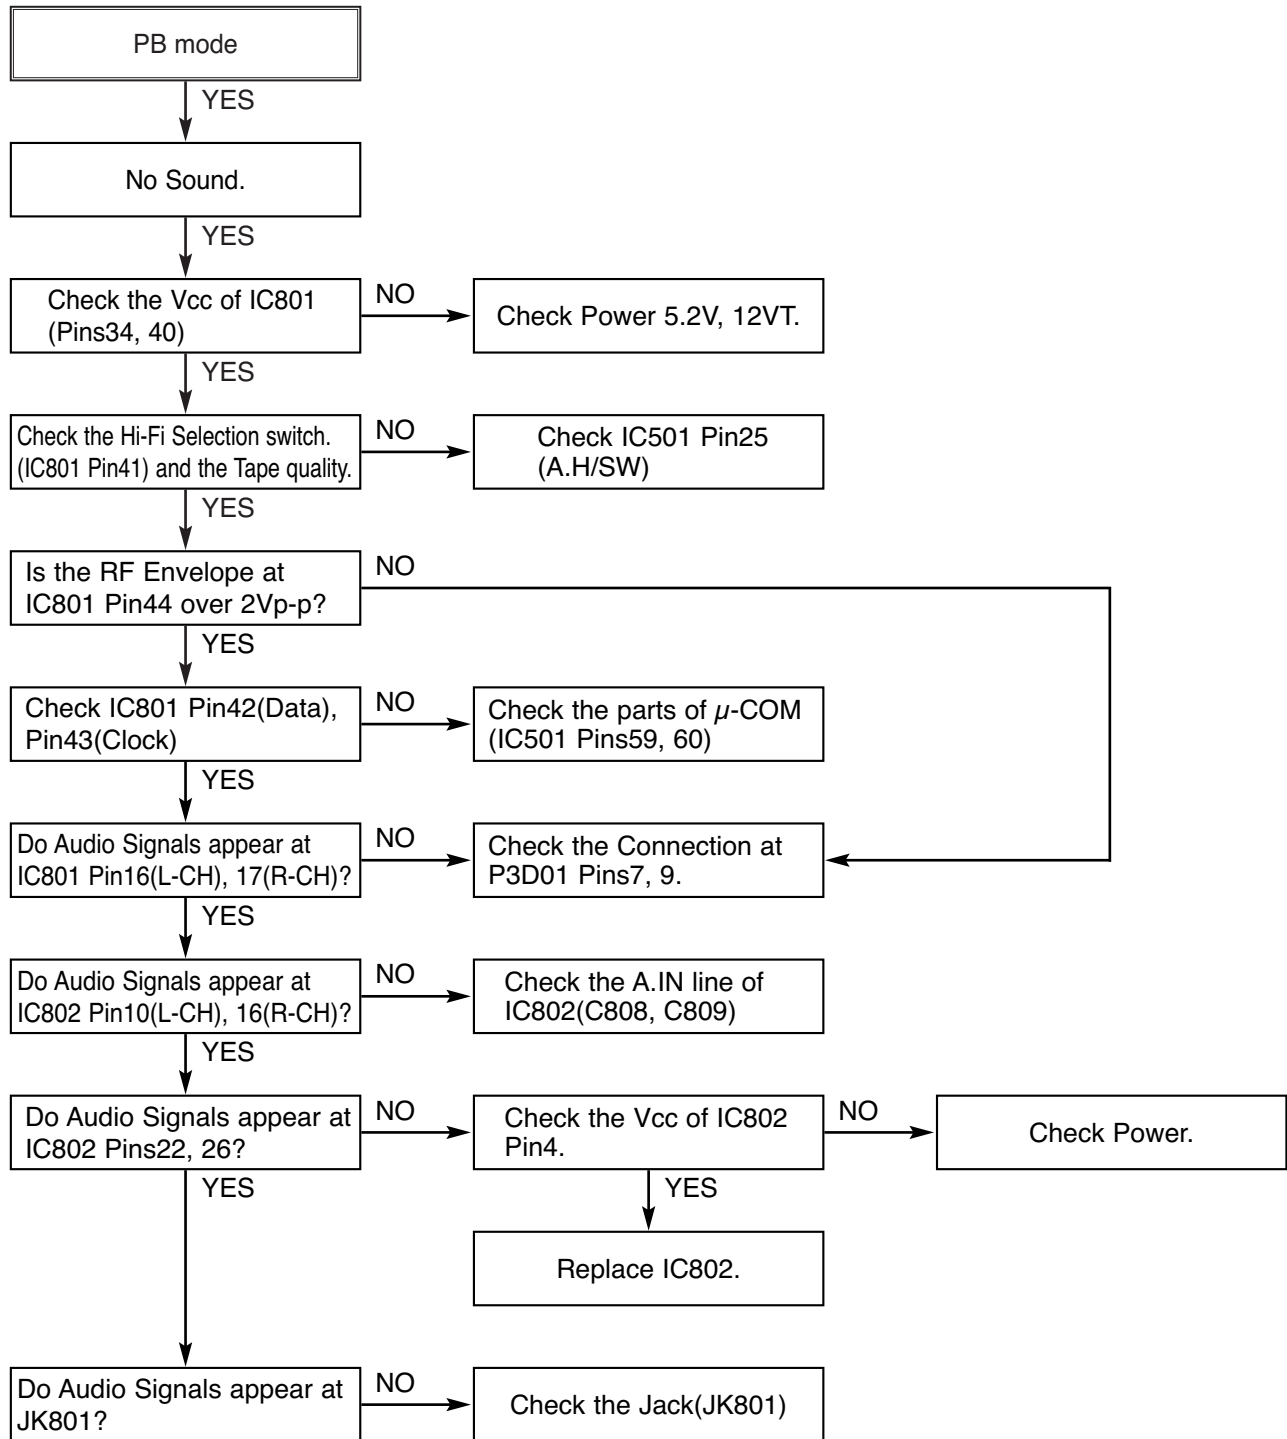 PB mode
YES
No Sound.
YES
Check the Vcc of IC801
(Pins34, 40)
NO
Check Power 5.2V, 12VT.
YES
Check the Hi-Fi Selection switch.
(IC801 Pin41) and the Tape quality.
NO
Check IC501 Pin25
(A.H/SW)
YES
Is the RF Envelope at
IC801 Pin44 over 2Vp-p?
NO
YES
Check IC801 Pin42(Data),
Pin43(Clock)
NO
Check the parts of µ-COM
(IC501 Pins59, 60)
YES
Do Audio Signals appear at
IC801 Pin16(L-CH), 17(R-CH)?
NO
Check the Connection at
P3D01 Pins7, 9.
YES
Do Audio Signals appear at
IC802 Pin10(L-CH), 16(R-CH)?
NO
Check the A.IN line of
IC802(C808, C809)
YES
Do Audio Signals appear at
IC802 Pins22, 26?
NO
Check the Vcc of IC802
Pin4.
NO
Check Power.
YES
YES
Replace IC802.
Do Audio Signals appear at
JK801?
NO
Check the Jack(JK801)